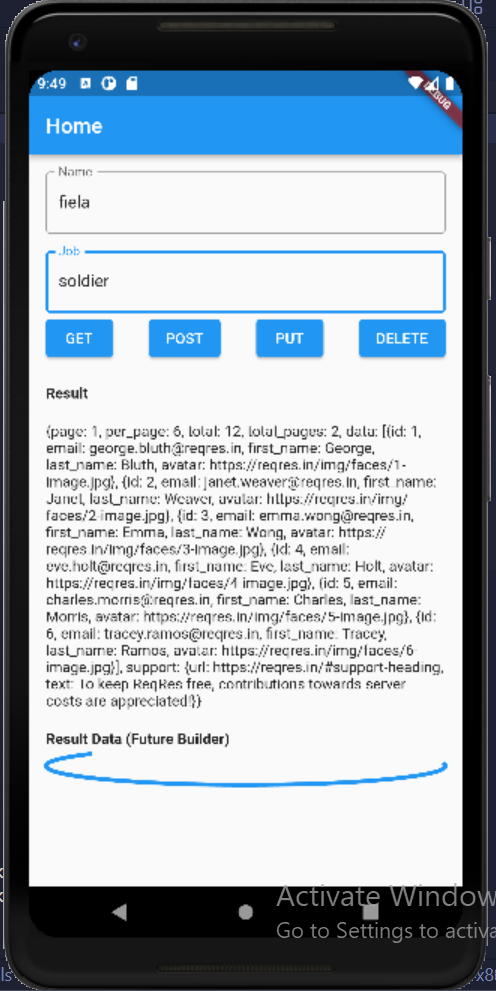 9:49
DEBUG
Home
Name
fiela
Job
soldier
GET POST PUT DELETE
Result
{page: 1, per_page: 6, total: 12, total_pages: 2, data: [{id: 1,
email: george.bluth@reqres.in, first_name: George,
last_name: Bluth, avatar: https://reqres.in/img/faces/1-
image.jpg}, {id: 2, email: janet.weaver@reqres.in, first_name:
Janet, last_name: Weaver, avatar: https://reqres.in/img/
faces/2-image.jpg}, {id: 3, email: emma.wong@reqres.in,
first_name: Emma, last_name: Wong, avatar: https://
reqres.in/img/faces/3-image.jpg}, {id: 4, email:
eve.holt@reqres.in, first_name: Eve, last_name: Holt, avatar:
https://reqres.in/img/faces/4-image.jpg}, {id: 5, email:
charles.morris@reqres.in, first_name: Charles, last_name:
Morris, avatar: https://reqres.in/img/faces/5-image.jpg}, {id:
6, email: tracey.ramos@reqres.in, first_name: Tracey,
last_name: Ramos, avatar: https://reqres.in/img/faces/6-
image.jpg}], support: {url: https://reqres.in/#support-heading,
text: To keep ReqRes free, contributions towards server
costs are appreciated!}}
Result Data (Future Builder)
Activate Window
Go to Settings to activa